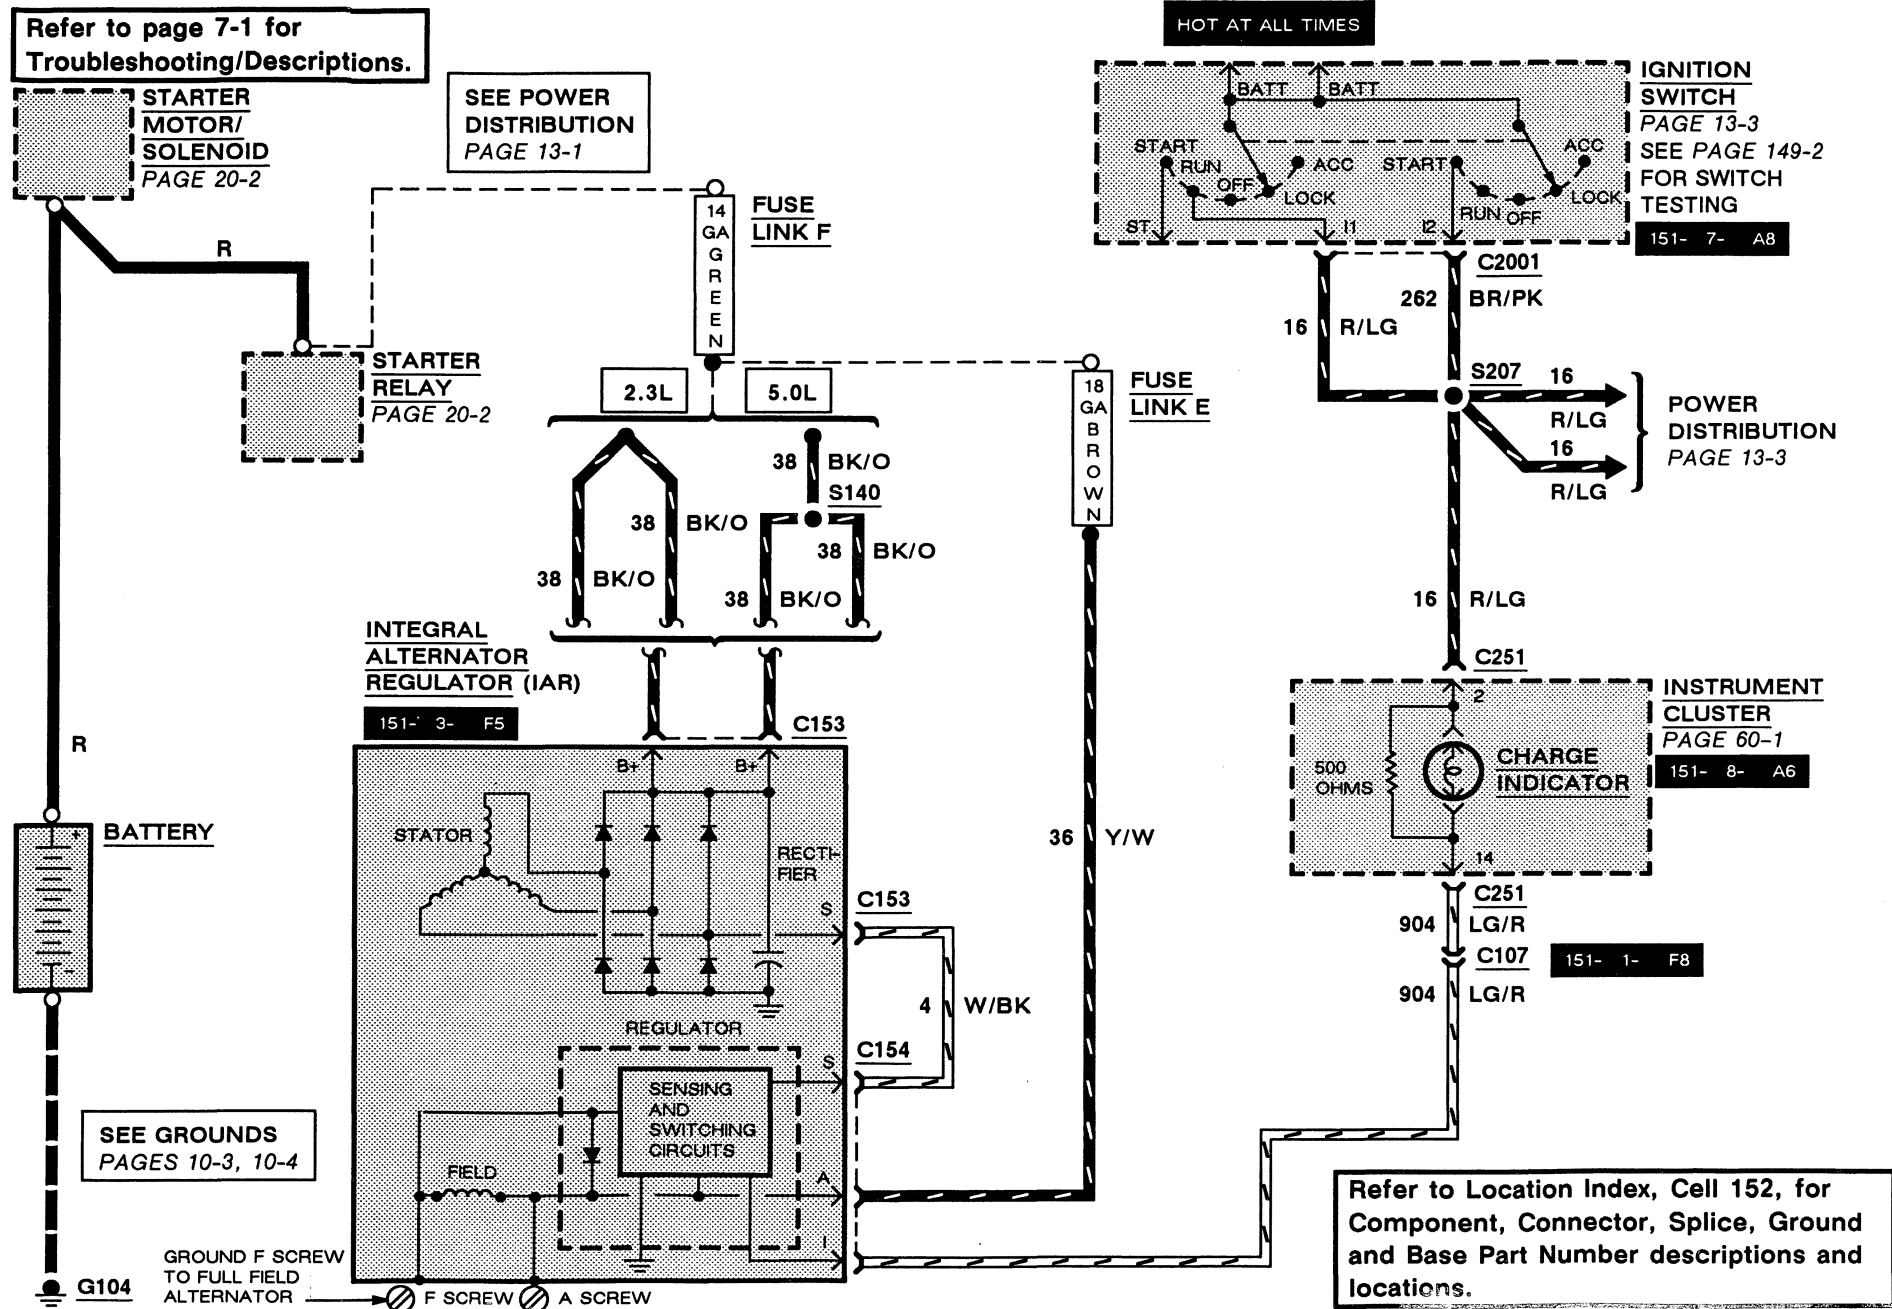 Refer to page 7-1 for
Troubleshooting/Descriptions.
STARTER
MOTOR/
SOLENOID
PAGE 20-2
SEE POWER
DISTRIBUTION
PAGE 13-1
R
STARTER
RELAY
PAGE 20-2
FUSE
LINK F
14
GA
G
R
E
E
N
2.3L
5.0L
38 BK/O
S140
38 BK/O
38 BK/O
38 BK/O
38 BK/O
FUSE
LINK E
18
GA
B
R
O
W
N
HOT AT ALL TIMES
BATT
BATT
START
RUN
OFF
ACC
LOCK
START
RUN
OFF
ACC
LOCK
ST
I1
I2
IGNITION
SWITCH
PAGE 13-3
SEE PAGE 149-2
FOR SWITCH
TESTING
151- 7- A8
C2001
262 BR/PK
16 R/LG
S207
16
R/LG
16
R/LG
POWER
DISTRIBUTION
PAGE 13-3
16 R/LG
C251
2
INSTRUMENT
CLUSTER
PAGE 60-1
151- 8- A6
500
OHMS
CHARGE
INDICATOR
14
C251
904 LG/R
C107
151- 1- F8
904 LG/R
INTEGRAL
ALTERNATOR
REGULATOR (IAR)
151- 3- F5
C153
B+
B+
STATOR
RECTI-
FIER
S
C153
4 W/BK
36 Y/W
REGULATOR
C154
S
SENSING
AND
SWITCHING
CIRCUITS
FIELD
A
I
R
BATTERY
+
-
SEE GROUNDS
PAGES 10-3, 10-4
G104
GROUND F SCREW
TO FULL FIELD
ALTERNATOR
F SCREW
A SCREW
Refer to Location Index, Cell 152, for
Component, Connector, Splice, Ground
and Base Part Number descriptions and
locations.